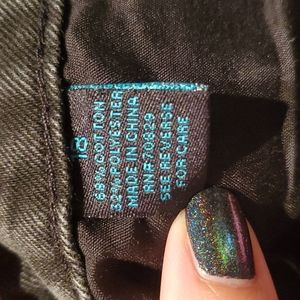 18
68% COTTON
32% POLYESTER
MADE IN CHINA
RN# 70829
SEE REVERSE
FOR CARE